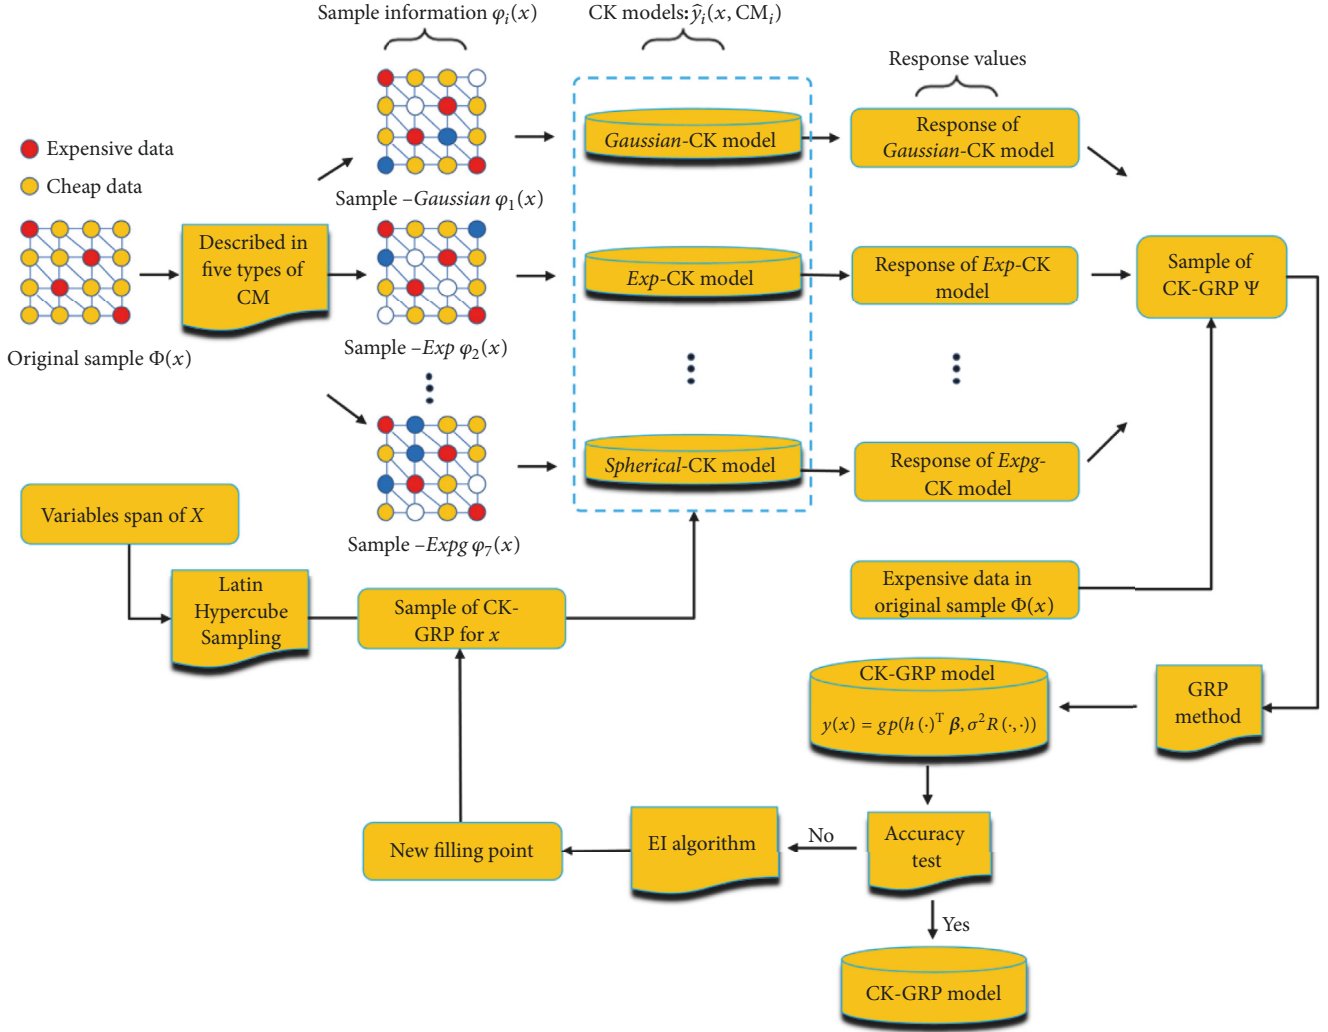 Sample information φᵢ(x)
CK models: ŷᵢ(x, CMᵢ)
Response values
Expensive data
Cheap data
Original sample Φ(x)
Described in
five types of
CM
Sample –Gaussian φ₁(x)
Sample –Exp φ₂(x)
Sample –Expg φ₇(x)
Gaussian-CK model
Exp-CK model
Spherical-CK model
Response of
Gaussian-CK model
Response of Exp-CK
model
Response of Expg-
CK model
Sample of
CK-GRP Ψ
Variables span of X
Latin
Hypercube
Sampling
Sample of CK-
GRP for x
Expensive data in
original sample Φ(x)
GRP
method
CK-GRP model
y(x) = gp(h(·)ᵀ β, σ²R(·,·))
Accuracy
test
No
EI algorithm
New filling point
Yes
CK-GRP model